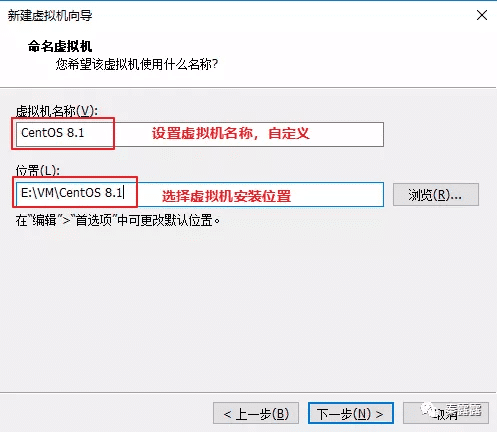 新建虚拟机向导
命名虚拟机
您希望该虚拟机使用什么名称?
虚拟机名称(V):
CentOS 8.1
设置虚拟机名称，自定义
位置(L):
E:\VM\CentOS 8.1
选择虚拟机安装位置
浏览(R)...
在"编辑">"首选项"中可更改默认位置。
< 上一步(B)
下一步(N) >
取消